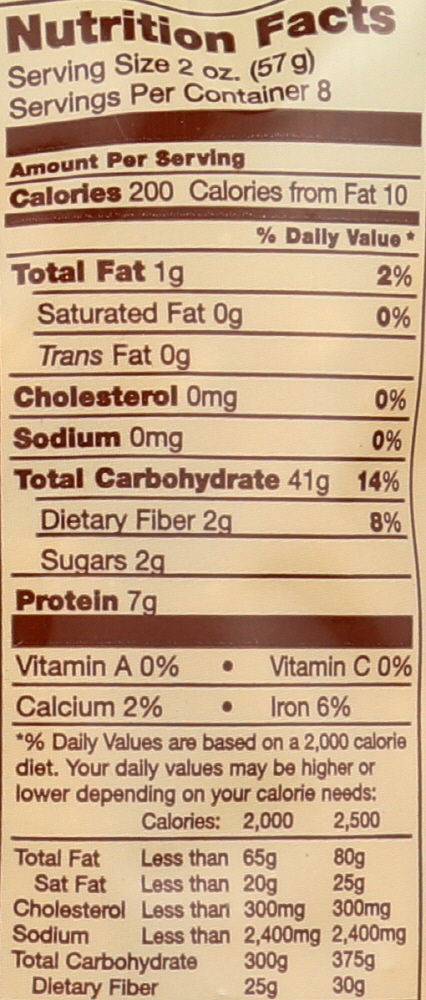 Nutrition Facts
Serving Size 2 oz. (57g)
Servings Per Container 8
Amount Per Serving
Calories 200 Calories from Fat 10
% Daily Value *
Total Fat 1g 2%
Saturated Fat 0g 0%
Trans Fat 0g
Cholesterol 0mg 0%
Sodium 0mg 0%
Total Carbohydrate 41g 14%
Dietary Fiber 2g 8%
Sugars 2g
Protein 7g
Vitamin A 0% • Vitamin C 0%
Calcium 2% • Iron 6%
*% Daily Values are based on a 2,000 calorie
diet. Your daily values may be higher or
lower depending on your calorie needs:
Calories: 2,000 2,500
Total Fat Less than 65g 80g
Sat Fat Less than 20g 25g
Cholesterol Less than 300mg 300mg
Sodium Less than 2,400mg 2,400mg
Total Carbohydrate 300g 375g
Dietary Fiber 25g 30g